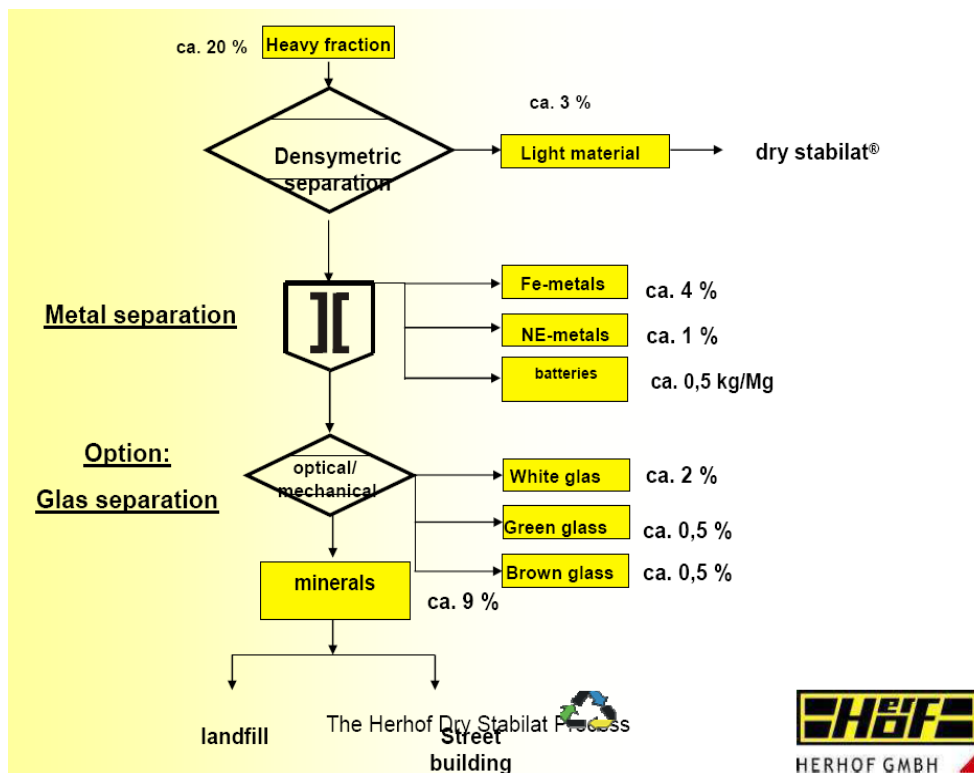 ca. 20 %
Heavy fraction
ca. 3 %
Densymetric
separation
Light material
dry stabilat®
Metal separation
Fe-metals
ca. 4 %
NE-metals
ca. 1 %
batteries
ca. 0,5 kg/Mg
Option:
Glas separation
optical/
mechanical
White glas
ca. 2 %
Green glass
ca. 0,5 %
Brown glass
ca. 0,5 %
minerals
ca. 9 %
landfill
Street
building
The Herhof Dry Stabilat Process
HerHoF
HERHOF GMBH